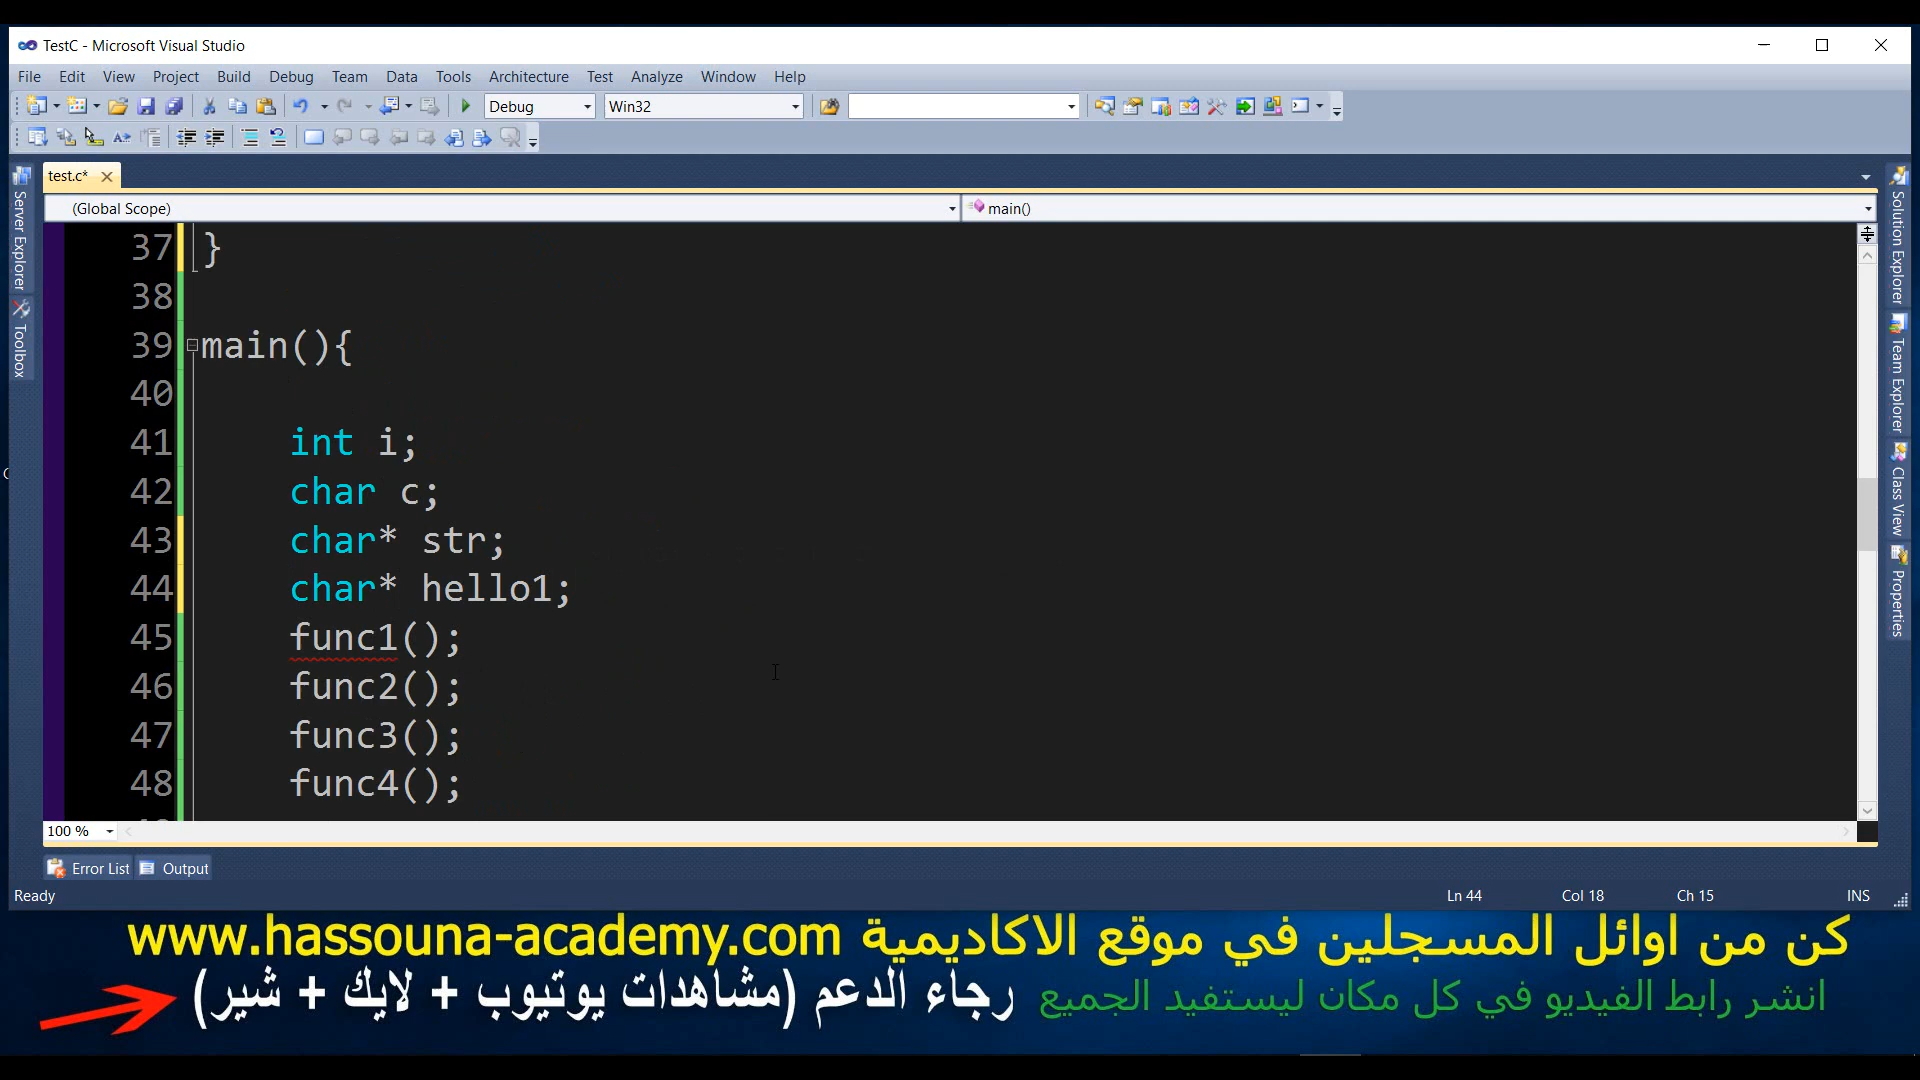 TestC - Microsoft Visual Studio
File Edit View Project Build Debug Team Data Tools Architecture Test Analyze Window Help
Debug Win32
test.c*
(Global Scope) main()
Server Explorer
Toolbox
Solution Explorer
Team Explorer
Class View
Properties
37 }
38
39 main(){
40
41 int i;
42 char c;
43 char* str;
44 char* hello1;
45 func1();
46 func2();
47 func3();
48 func4();
100 %
Error List Output
Ready Ln 44 Col 18 Ch 15 INS
كن من اوائل المسجلين في موقع الاكاديمية www.hassouna-academy.com
انشر رابط الفيديو في كل مكان ليستفيد الجميع رجاء الدعم (مشاهدات يوتيوب + لايك + شير)